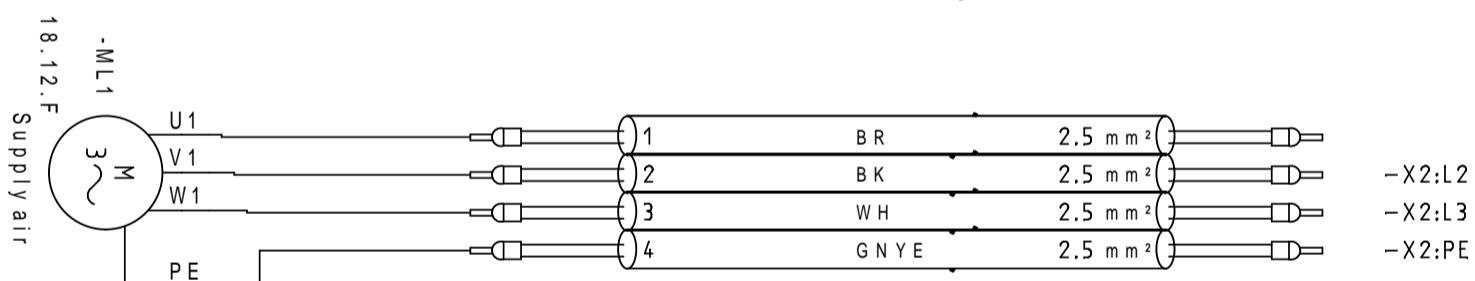 -ML1
18.12.F
Supply air
M
3~
U1
V1
W1
PE
1 BR 2.5 mm²
2 BK 2.5 mm² -X2:L2
3 WH 2.5 mm² -X2:L3
4 GNYE 2.5 mm² -X2:PE